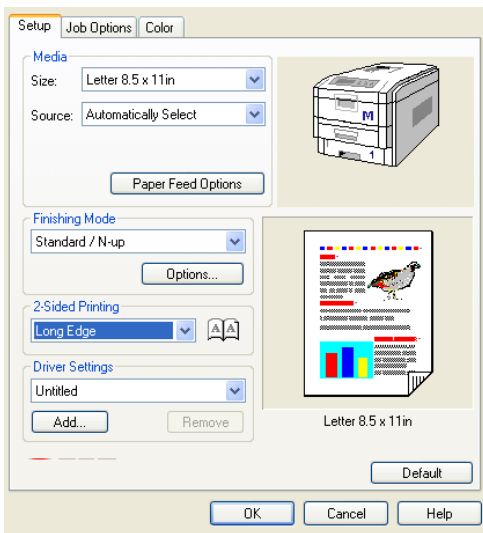 Setup Job Options Color
Media
Size: Letter 8.5 x 11in
Source: Automatically Select
Paper Feed Options
M
1
Finishing Mode
Standard / N-up
Options...
2-Sided Printing
Long Edge
A A
Driver Settings
Untitled
Add... Remove
Letter 8.5 x 11in
Default
OK Cancel Help